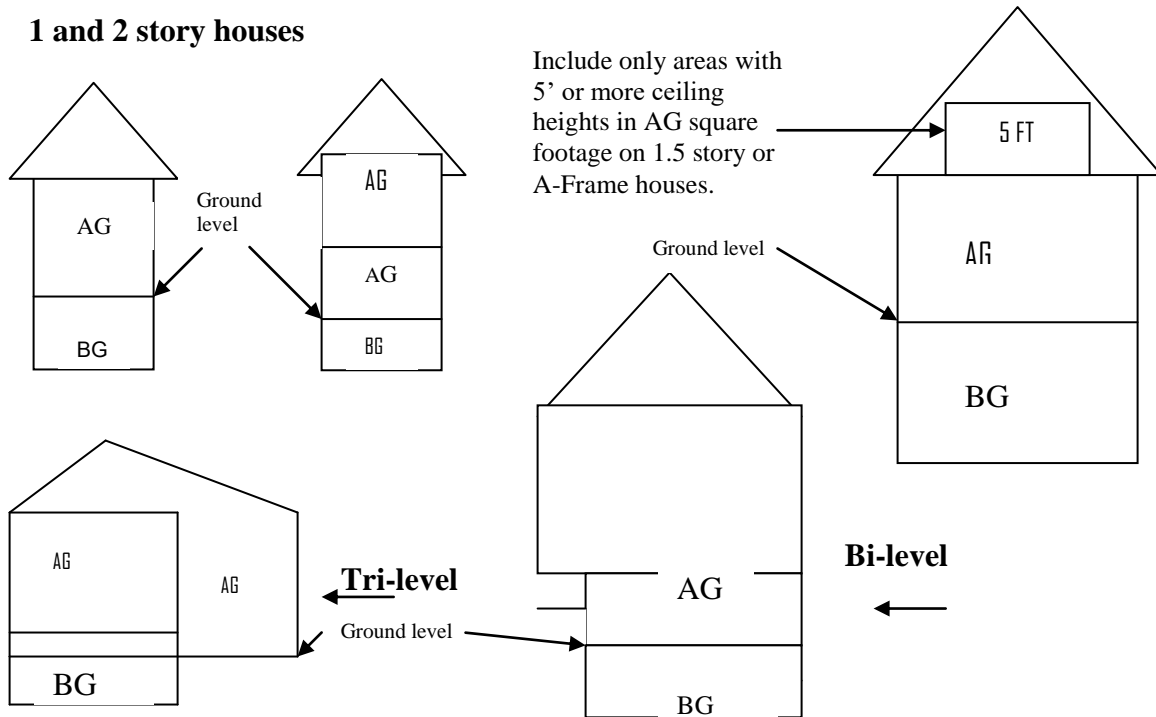 1 and 2 story houses
Include only areas with
5’ or more ceiling
heights in AG square
footage on 1.5 story or
A-Frame houses.
5 FT
AG
AG
Ground
level
AG
BG
BG
Ground level
AG
BG
AG
AG
Tri-level
Ground level
BG
Bi-level
AG
BG